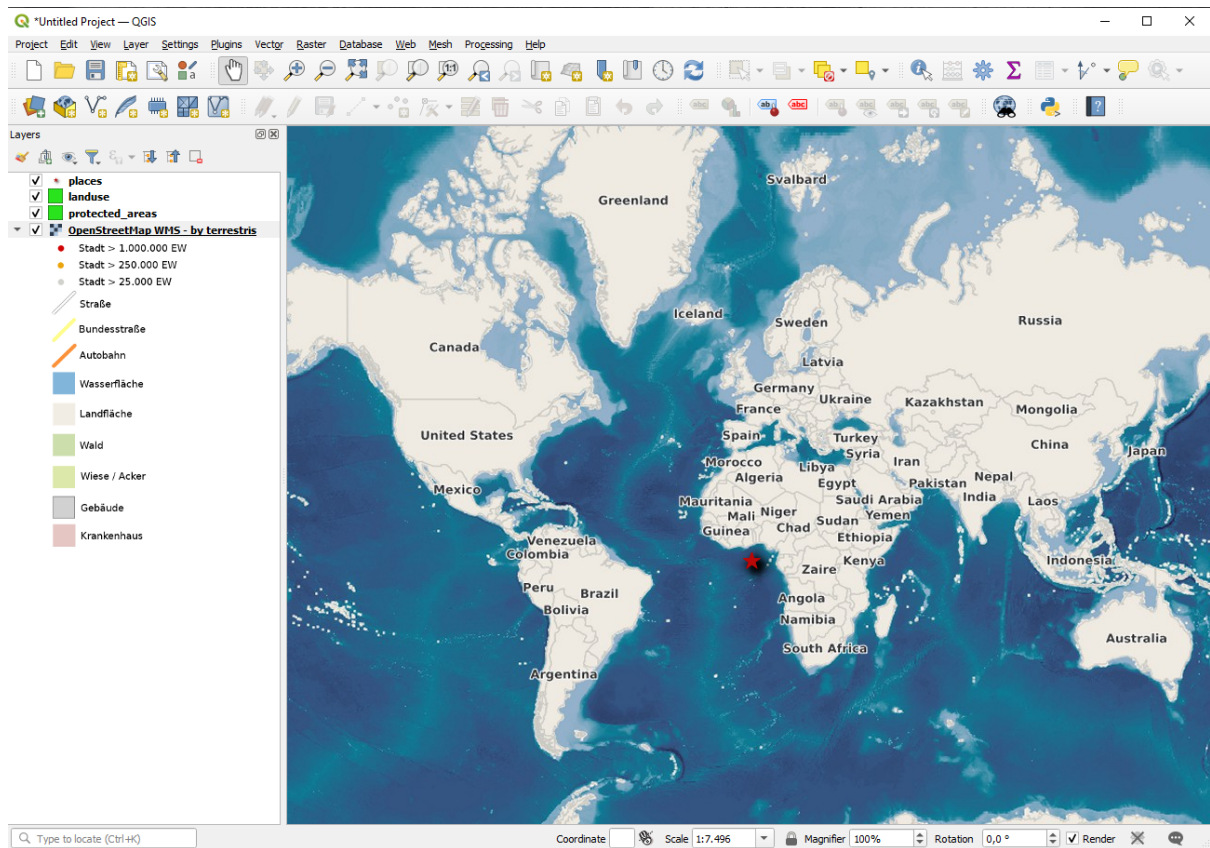 *Untitled Project — QGIS
Project Edit View Layer Settings Plugins Vector Raster Database Web Mesh Processing Help
Layers
places
landuse
protected_areas
OpenStreetMap WMS - by terrestris
Stadt > 1.000.000 EW
Stadt > 250.000 EW
Stadt > 25.000 EW
Straße
Bundesstraße
Autobahn
Wasserfläche
Landfläche
Wald
Wiese / Acker
Gebäude
Krankenhaus
Svalbard
Greenland
Iceland
Sweden
Russia
Canada
Latvia
Germany
Ukraine
Kazakhstan
France
Mongolia
United States
Spain
Turkey
China
Syria
Japan
Morocco
Libya
Iran
Algeria
Egypt
Pakistan
Nepal
Mexico
Mauritania
Saudi Arabia
India
Laos
Mali
Niger
Yemen
Guinea
Chad
Sudan
Ethiopia
Venezuela
Colombia
Zaire
Kenya
Indonesia
Peru
Brazil
Angola
Bolivia
Namibia
Australia
South Africa
Argentina
Type to locate (Ctrl+K)
Coordinate Scale 1:7.496 Magnifier 100% Rotation 0,0 ° Render